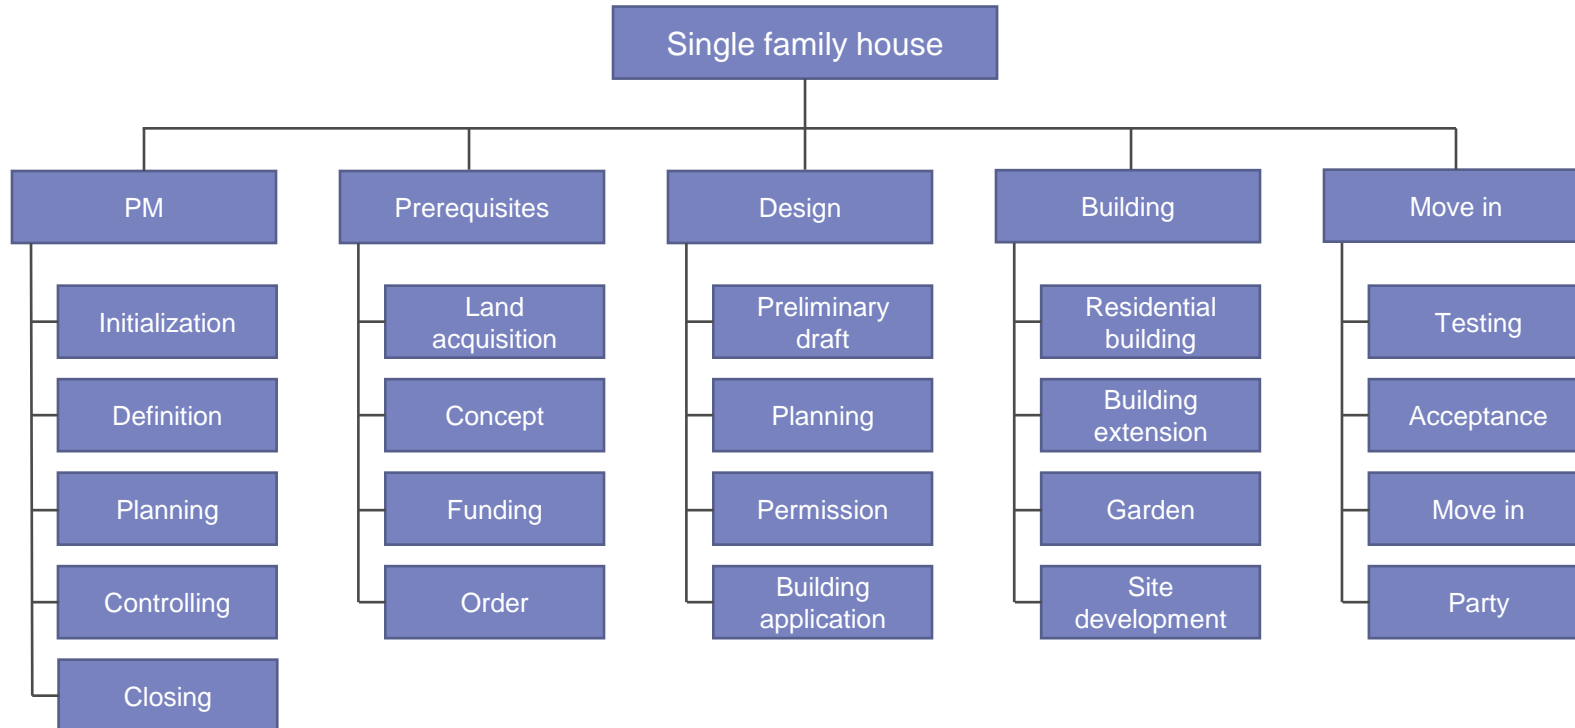 Single family house
PM
Prerequisites
Design
Building
Move in
Initialization
Definition
Planning
Controlling
Closing
Land
acquisition
Concept
Funding
Order
Preliminary
draft
Planning
Permission
Building
application
Residential
building
Building
extension
Garden
Site
development
Testing
Acceptance
Move in
Party